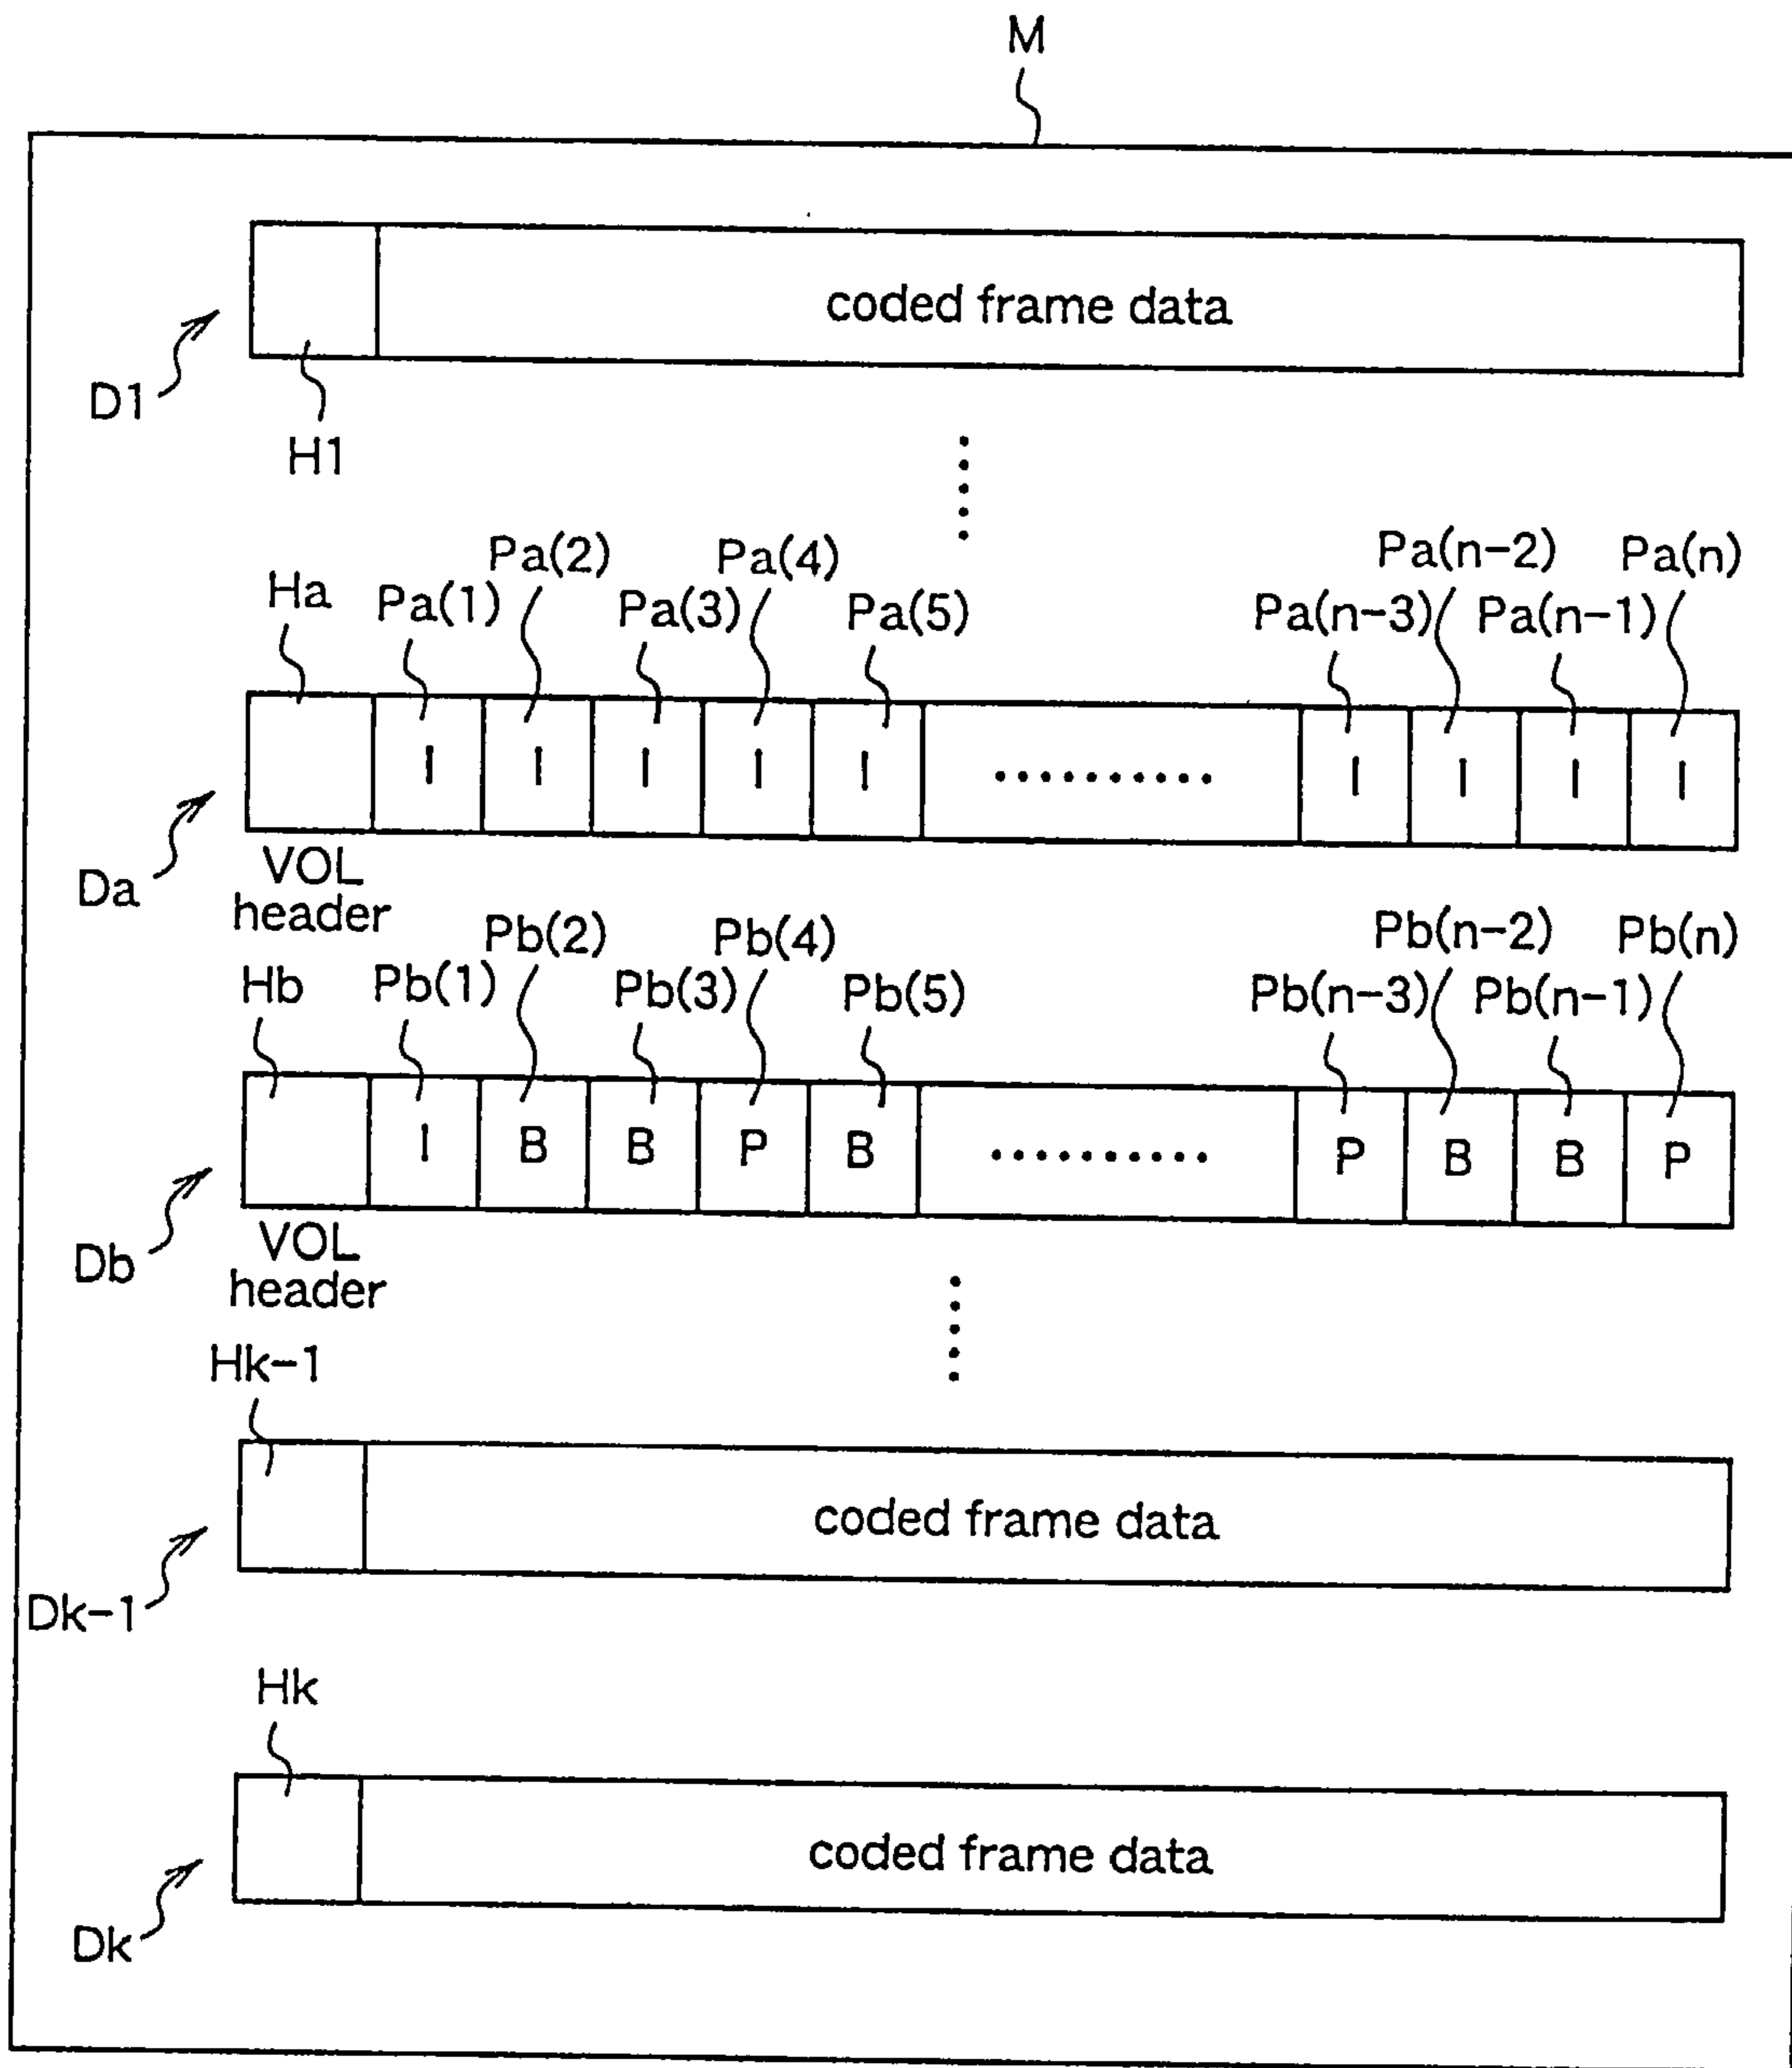 M
coded frame data
D1
H1
Pa(2) Pa(4) Pa(n-2) Pa(n)
Ha Pa(1) Pa(3) Pa(5) Pa(n-3) Pa(n-1)
I I I I I .......... I I I I
Da
VOL
header
Pb(2) Pb(4) Pb(n-2) Pb(n)
Hb Pb(1) Pb(3) Pb(5) Pb(n-3) Pb(n-1)
I B B P B .......... P B B P
Db
VOL
header
Hk-1
coded frame data
Dk-1
Hk
coded frame data
Dk